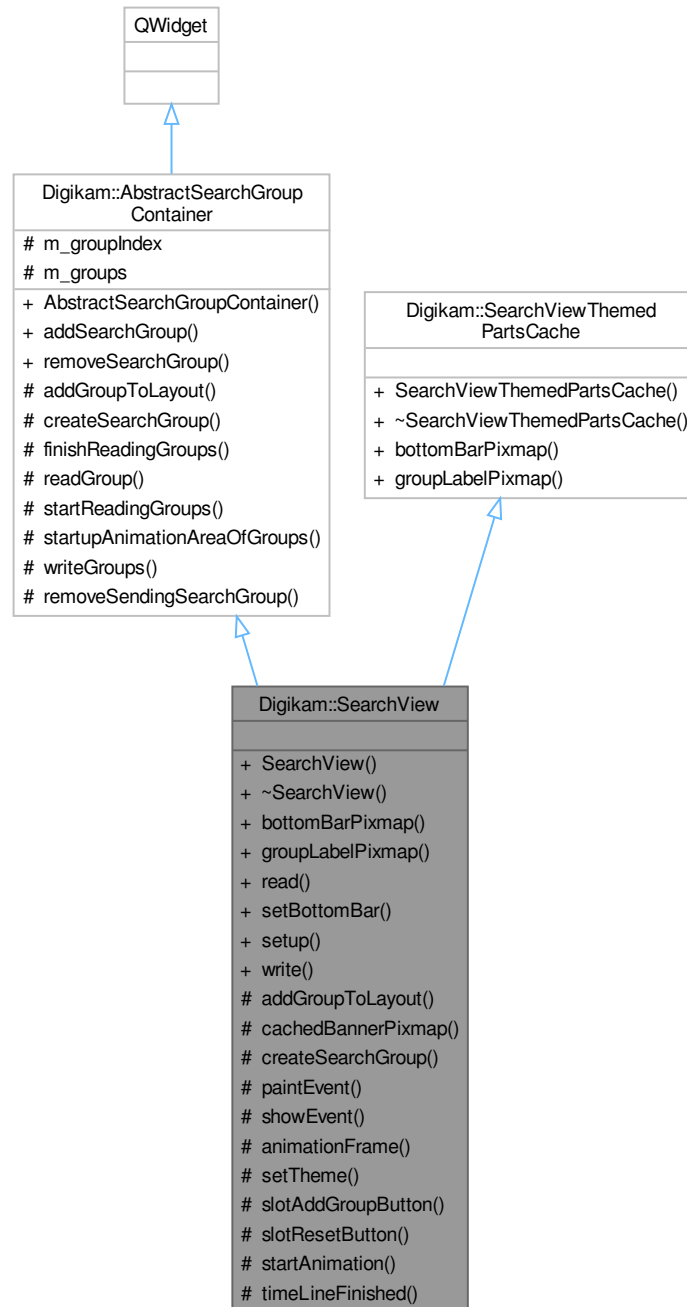 QWidget
Digikam::AbstractSearchGroup
Container
# m_groupIndex
# m_groups
+ AbstractSearchGroupContainer()
+ addSearchGroup()
+ removeSearchGroup()
# addGroupToLayout()
# createSearchGroup()
# finishReadingGroups()
# readGroup()
# startReadingGroups()
# startupAnimationAreaOfGroups()
# writeGroups()
# removeSendingSearchGroup()
Digikam::SearchViewThemed
PartsCache
+ SearchViewThemedPartsCache()
+ ~SearchViewThemedPartsCache()
+ bottomBarPixmap()
+ groupLabelPixmap()
Digikam::SearchView
+ SearchView()
+ ~SearchView()
+ bottomBarPixmap()
+ groupLabelPixmap()
+ read()
+ setBottomBar()
+ setup()
+ write()
# addGroupToLayout()
# cachedBannerPixmap()
# createSearchGroup()
# paintEvent()
# showEvent()
# animationFrame()
# setTheme()
# slotAddGroupButton()
# slotResetButton()
# startAnimation()
# timeLineFinished()